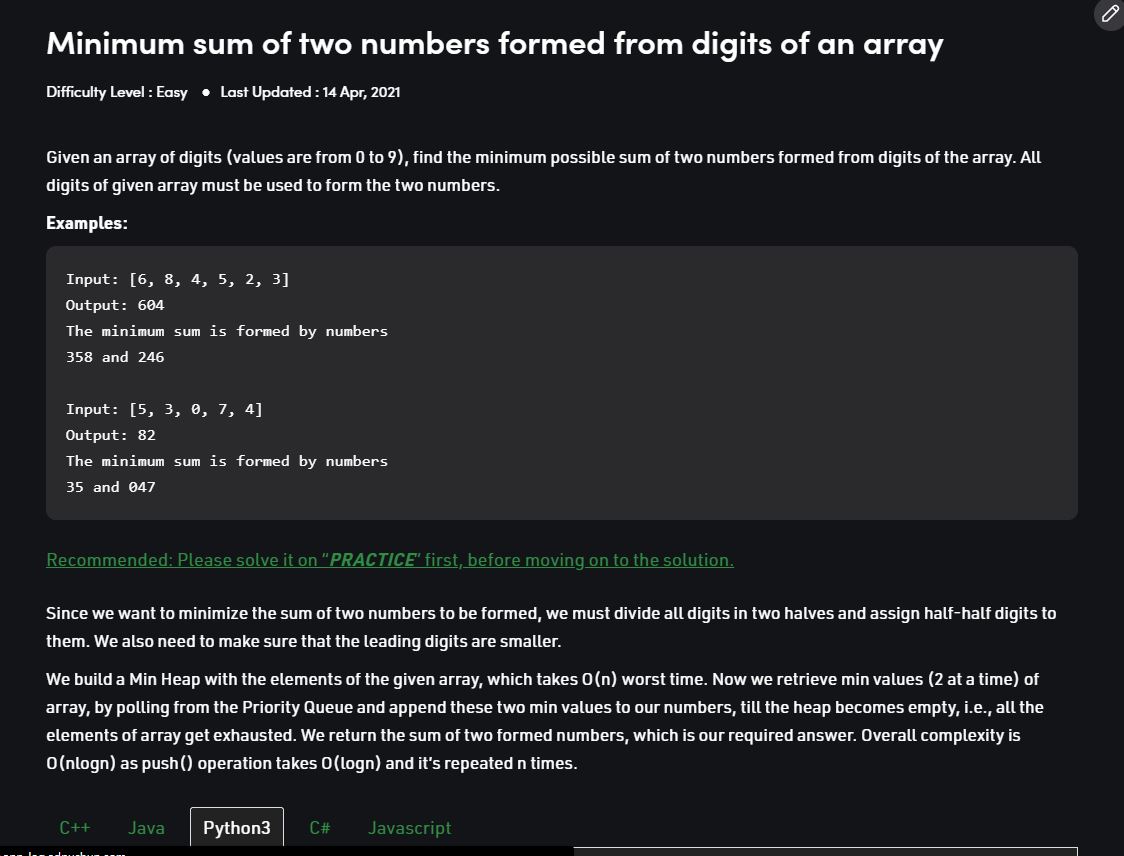 Minimum sum of two numbers formed from digits of an array
Difficulty Level : Easy ● Last Updated : 14 Apr, 2021
Given an array of digits (values are from 0 to 9), find the minimum possible sum of two numbers formed from digits of the array. All
digits of given array must be used to form the two numbers.
Examples:
Input: [6, 8, 4, 5, 2, 3]
Output: 604
The minimum sum is formed by numbers
358 and 246
Input: [5, 3, 0, 7, 4]
Output: 82
The minimum sum is formed by numbers
35 and 047
Recommended: Please solve it on “PRACTICE” first, before moving on to the solution.
Since we want to minimize the sum of two numbers to be formed, we must divide all digits in two halves and assign half-half digits to
them. We also need to make sure that the leading digits are smaller.
We build a Min Heap with the elements of the given array, which takes O(n) worst time. Now we retrieve min values (2 at a time) of
array, by polling from the Priority Queue and append these two min values to our numbers, till the heap becomes empty, i.e., all the
elements of array get exhausted. We return the sum of two formed numbers, which is our required answer. Overall complexity is
O(nlogn) as push() operation takes O(logn) and it’s repeated n times.
C++ Java Python3 C# Javascript